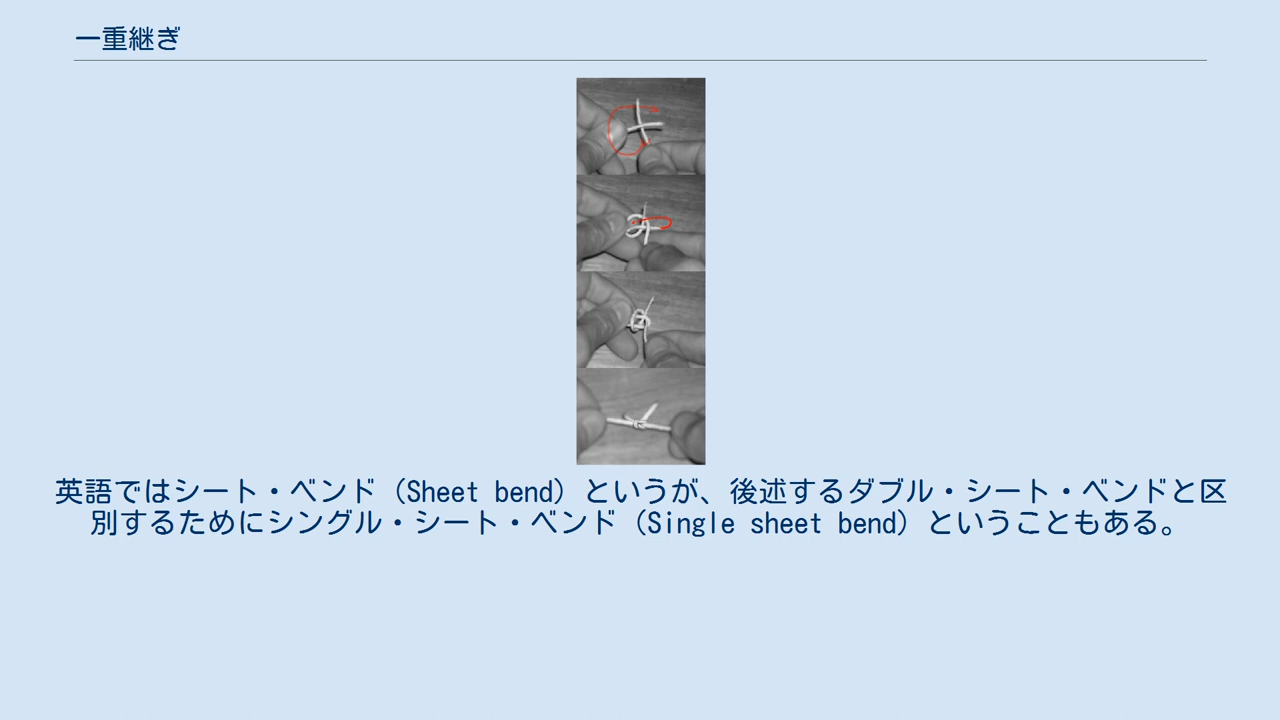 一重継ぎ
英語ではシート・ベンド（Sheet bend）というが、後述するダブル・シート・ベンドと区
別するためにシングル・シート・ベンド（Single sheet bend）ということもある。